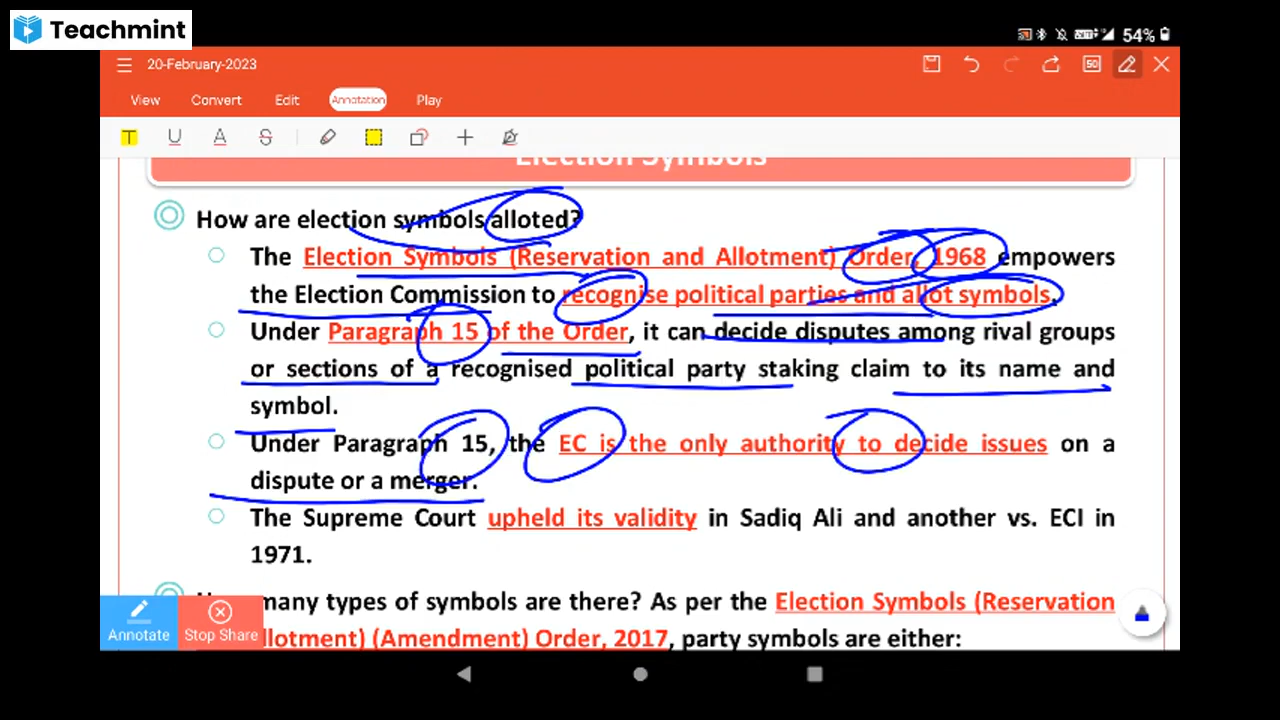 Teachmint
54%
20-February-2023
50
View Convert Edit Annotation Play
T U A S
Election Symbols
How are election symbols alloted?
The Election Symbols (Reservation and Allotment) Order, 1968 empowers
the Election Commission to recognise political parties and allot symbols.
Under Paragraph 15 of the Order, it can decide disputes among rival groups
or sections of a recognised political party staking claim to its name and
symbol.
Under Paragraph 15, the EC is the only authority to decide issues on a
dispute or a merger.
The Supreme Court upheld its validity in Sadiq Ali and another vs. ECI in
1971.
many types of symbols are there? As per the Election Symbols (Reservation
llotment) (Amendment) Order, 2017, party symbols are either:
Annotate Stop Share